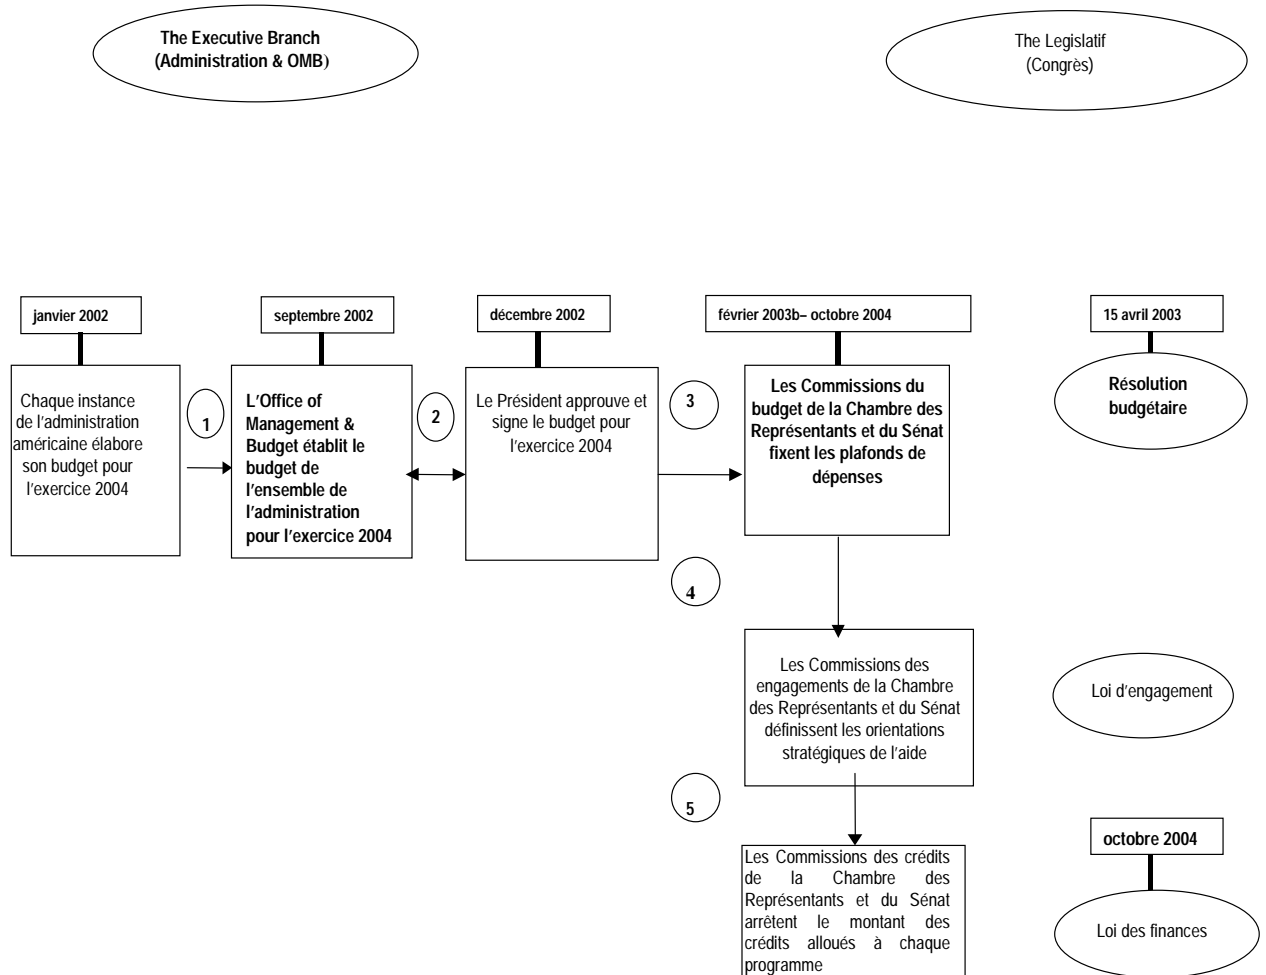 The Executive Branch
(Administration & OMB)
The Legislatif
(Congrès)
janvier 2002
septembre 2002
décembre 2002
février 2003b– octobre 2004
15 avril 2003
Chaque instance
de l'administration
américaine élabore
son budget pour
l'exercice 2004
1
L'Office of
Management &
Budget établit le
budget de
l'ensemble de
l'administration
pour l'exercice 2004
2
Le Président approuve et
signe le budget pour
l'exercice 2004
3
Les Commissions du
budget de la Chambre des
Représentants et du Sénat
fixent les plafonds de
dépenses
Résolution
budgétaire
4
Les Commissions des
engagements de la Chambre
des Représentants et du Sénat
définissent les orientations
stratégiques de l'aide
Loi d'engagement
5
Les Commissions des crédits
de la Chambre des
Représentants et du Sénat
arrêtent le montant des
crédits alloués à chaque
programme
octobre 2004
Loi des finances